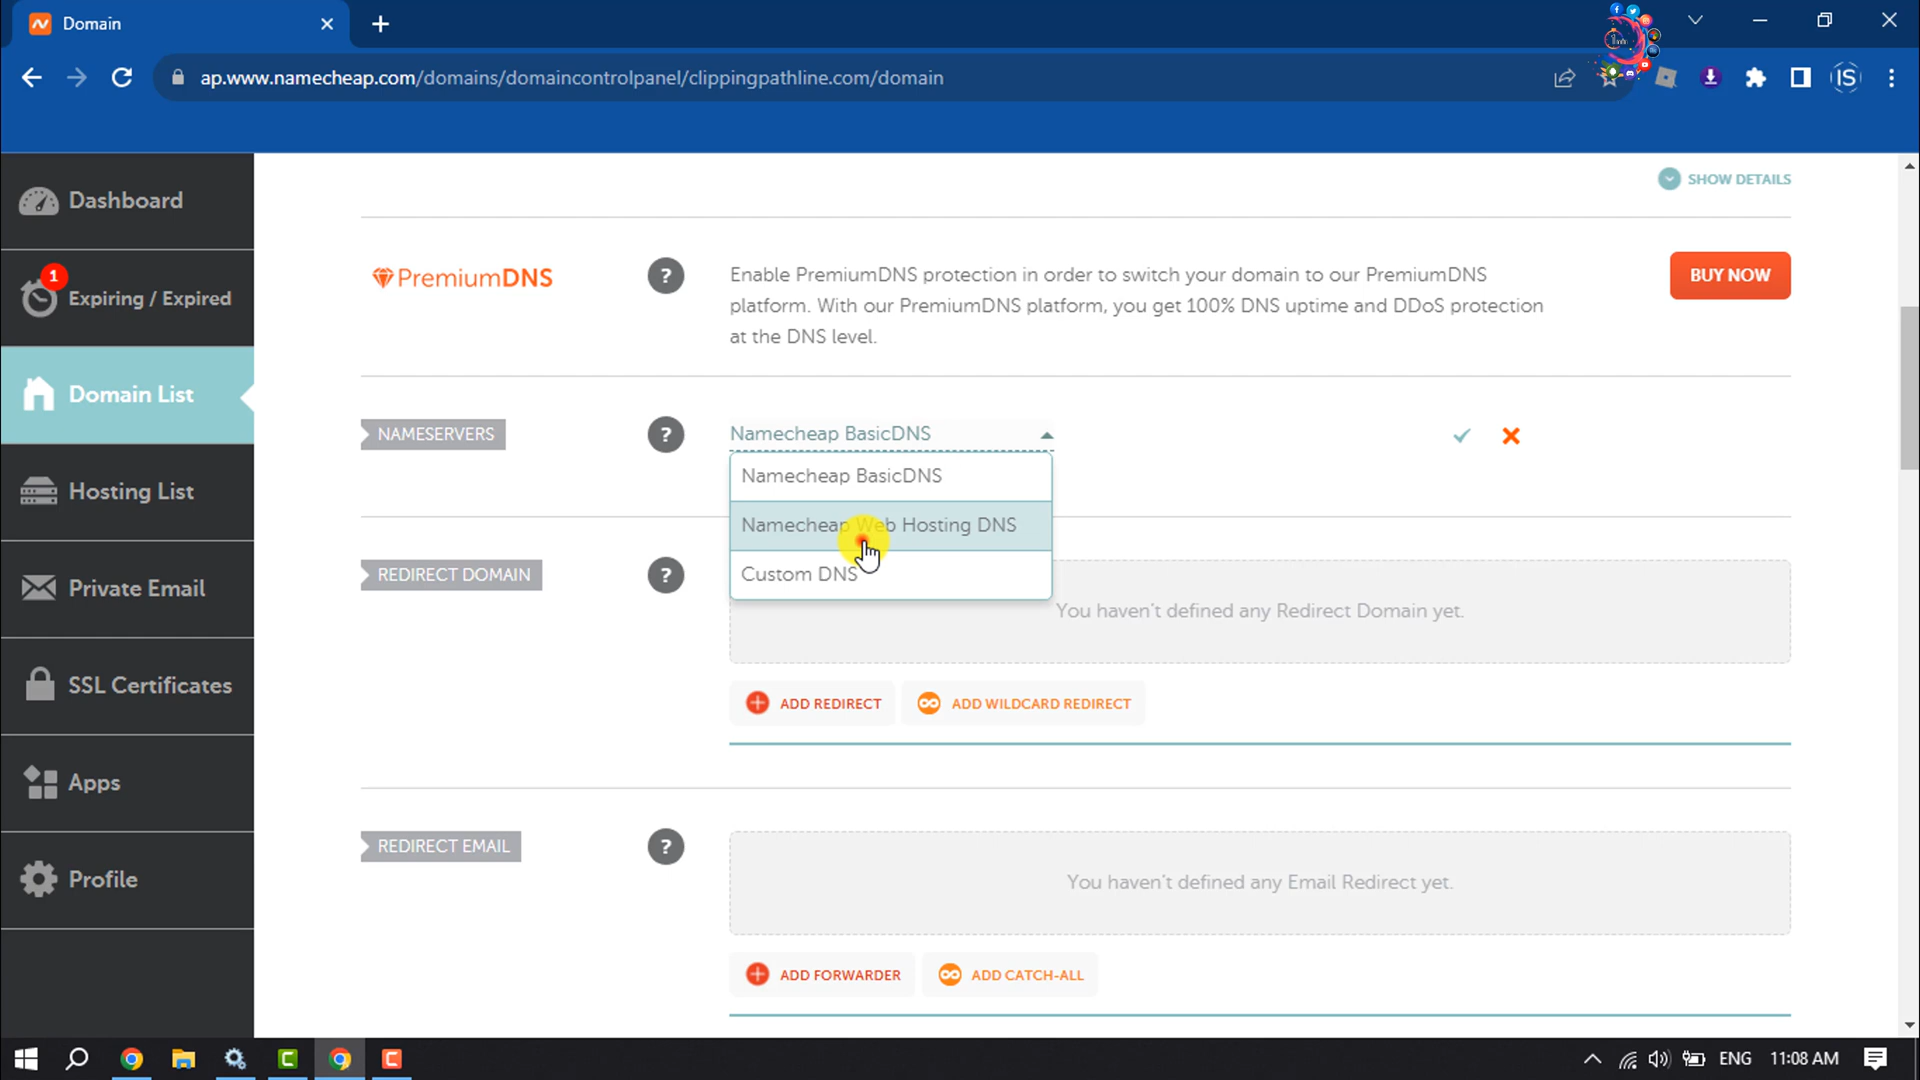 Domain
ap.www.namecheap.com/domains/domaincontrolpanel/clippingpathline.com/domain
IS
Dashboard
1
Expiring / Expired
Domain List
Hosting List
Private Email
SSL Certificates
Apps
Profile
SHOW DETAILS
PremiumDNS
?
Enable PremiumDNS protection in order to switch your domain to our PremiumDNS
platform. With our PremiumDNS platform, you get 100% DNS uptime and DDoS protection
at the DNS level.
BUY NOW
NAMESERVERS
?
Namecheap BasicDNS
Namecheap BasicDNS
Namecheap Web Hosting DNS
Custom DNS
REDIRECT DOMAIN
?
You haven't defined any Redirect Domain yet.
ADD REDIRECT
ADD WILDCARD REDIRECT
REDIRECT EMAIL
?
You haven't defined any Email Redirect yet.
ADD FORWARDER
ADD CATCH-ALL
ENG
11:08 AM